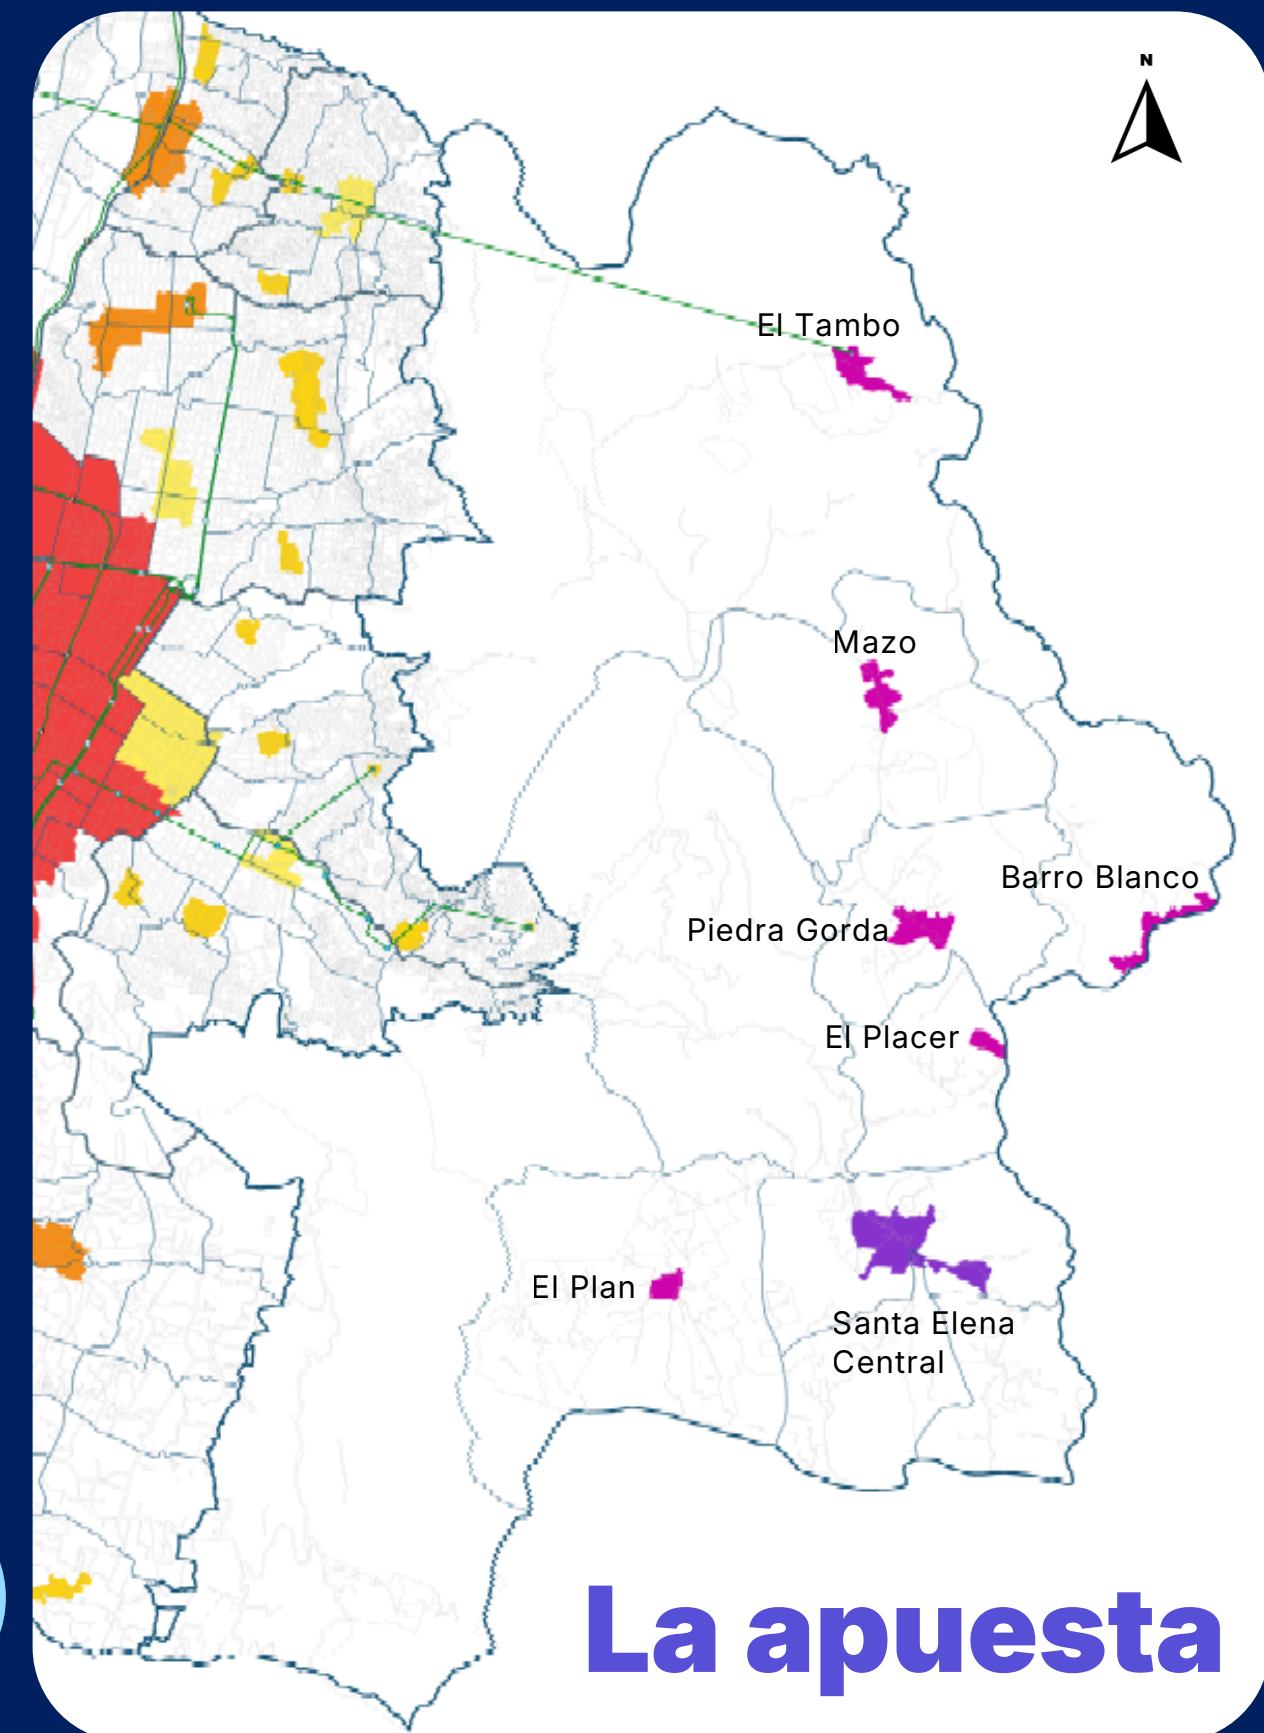 N
El Tambo
Mazo
Barro Blanco
Piedra Gorda
El Placer
El Plan
Santa Elena
Central
La apuesta